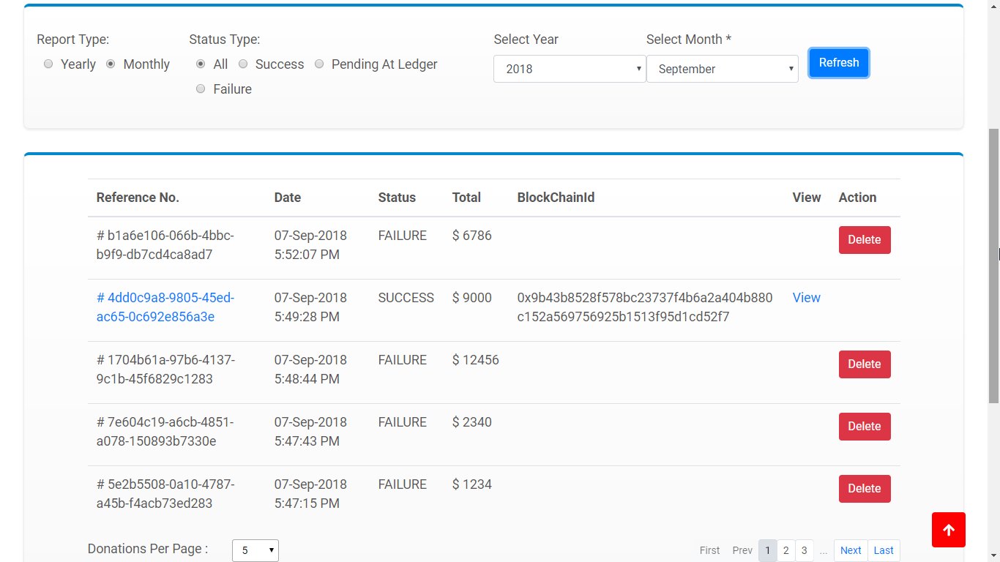 Report Type:
Status Type:
Select Year
Select Month *
Yearly Monthly
All Success Pending At Ledger
Failure
2018
September
Refresh
Reference No. Date Status Total BlockChainId View Action
# b1a6e106-066b-4bbc- 07-Sep-2018 FAILURE $ 6786 Delete
b9f9-db7cd4ca8ad7 5:52:07 PM
# 4dd0c9a8-9805-45ed- 07-Sep-2018 SUCCESS $ 9000 0x9b43b8528f578bc23737f4b6a2a404b880 View
ac65-0c692e856a3e 5:49:28 PM c152a569756925b1513f95d1cd52f7
# 1704b61a-97b6-4137- 07-Sep-2018 FAILURE $ 12456 Delete
9c1b-45f6829c1283 5:48:44 PM
# 7e604c19-a6cb-4851- 07-Sep-2018 FAILURE $ 2340 Delete
a078-150893b7330e 5:47:43 PM
# 5e2b5508-0a10-4787- 07-Sep-2018 FAILURE $ 1234 Delete
a45b-f4acb73ed283 5:47:15 PM
Donations Per Page : 5 First Prev 1 2 3 ... Next Last